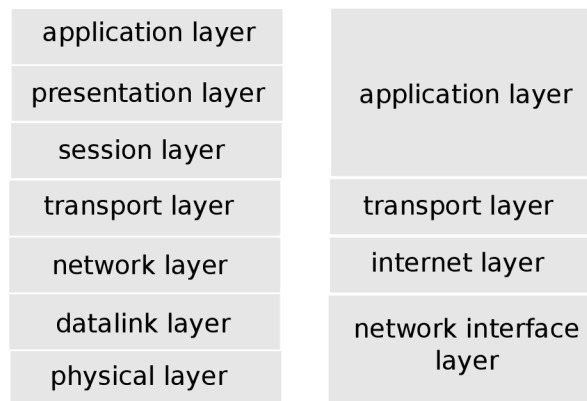 application layer
presentation layer
session layer
transport layer
network layer
datalink layer
physical layer
application layer
transport layer
internet layer
network interface
layer